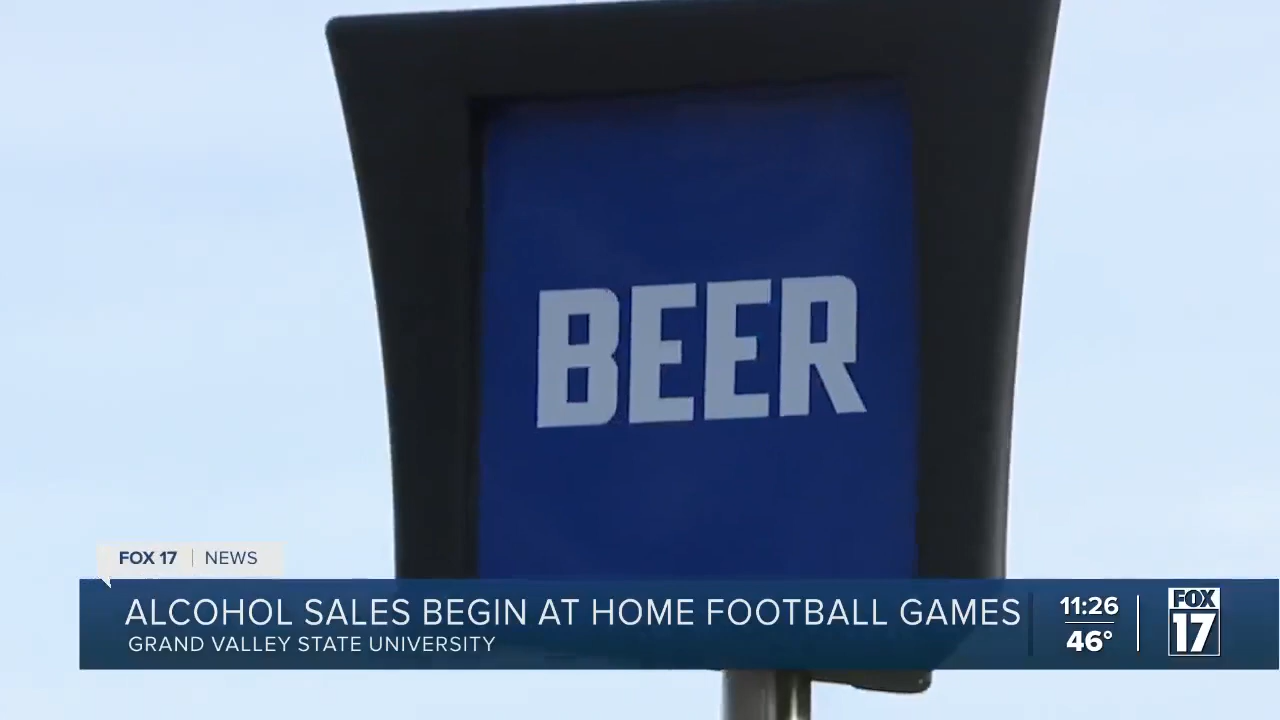 BEER
FOX 17 | NEWS
ALCOHOL SALES BEGIN AT HOME FOOTBALL GAMES
GRAND VALLEY STATE UNIVERSITY
11:26
46°
FOX
17